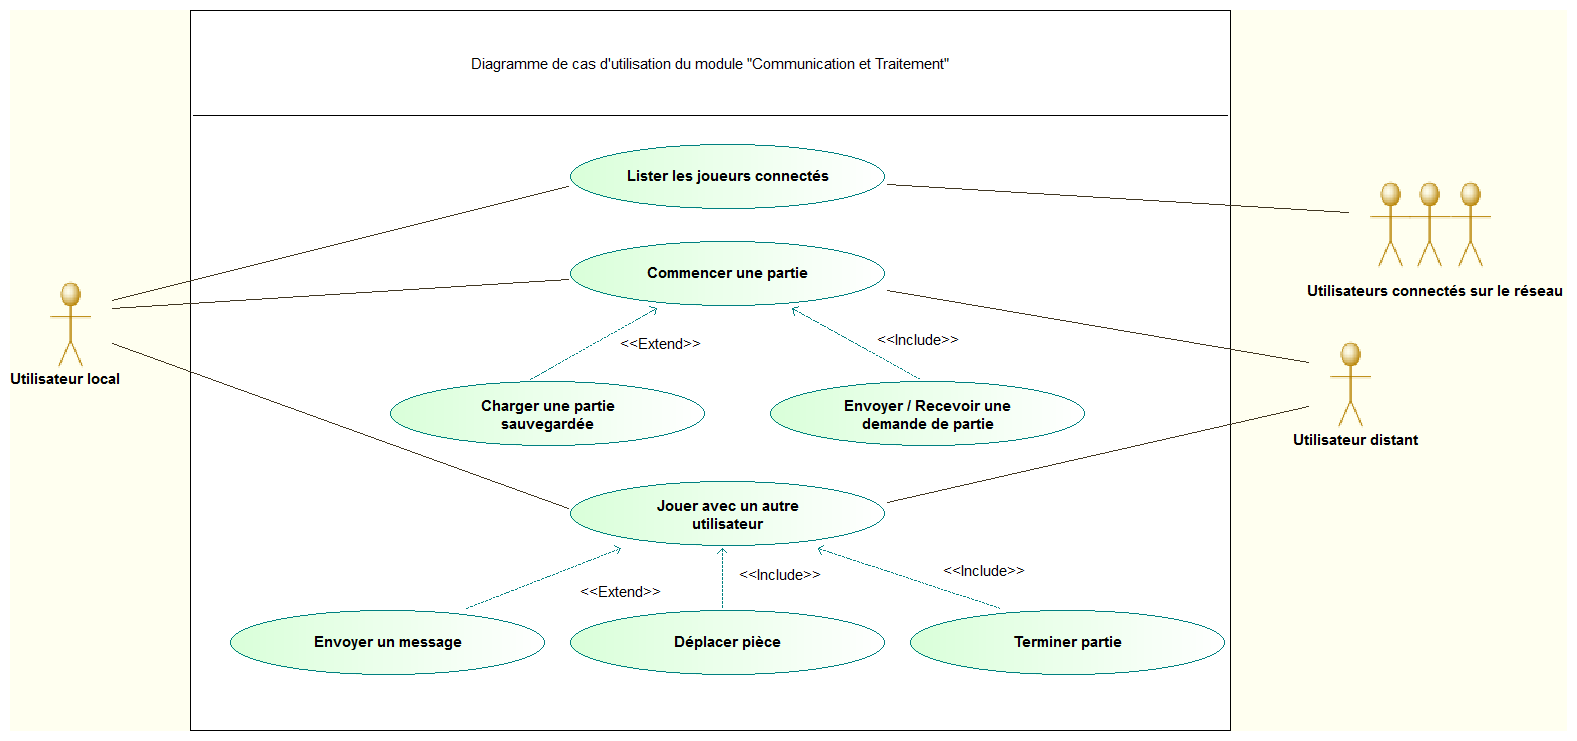 Diagramme de cas d'utilisation du module "Communication et Traitement"
Lister les joueurs connectés
Commencer une partie
Utilisateurs connectés sur le réseau
<<Extend>>
<<Include>>
Utilisateur local
Charger une partie
sauvegardée
Envoyer / Recevoir une
demande de partie
Utilisateur distant
Jouer avec un autre
utilisateur
<<Extend>>
<<Include>>
<<Include>>
Envoyer un message
Déplacer pièce
Terminer partie